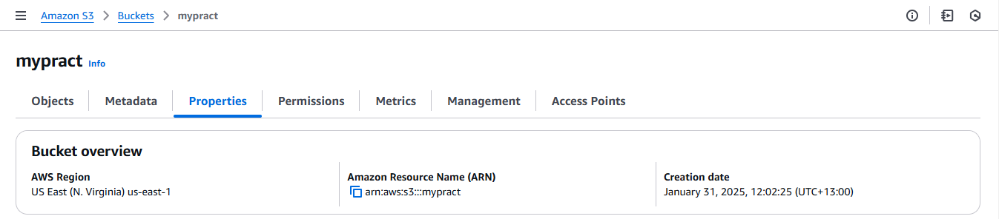 Amazon S3 > Buckets > mypract
mypract Info
Objects Metadata Properties Permissions Metrics Management Access Points
Bucket overview
AWS Region Amazon Resource Name (ARN) Creation date
US East (N. Virginia) us-east-1 arn:aws:s3:::mypract January 31, 2025, 12:02:25 (UTC+13:00)